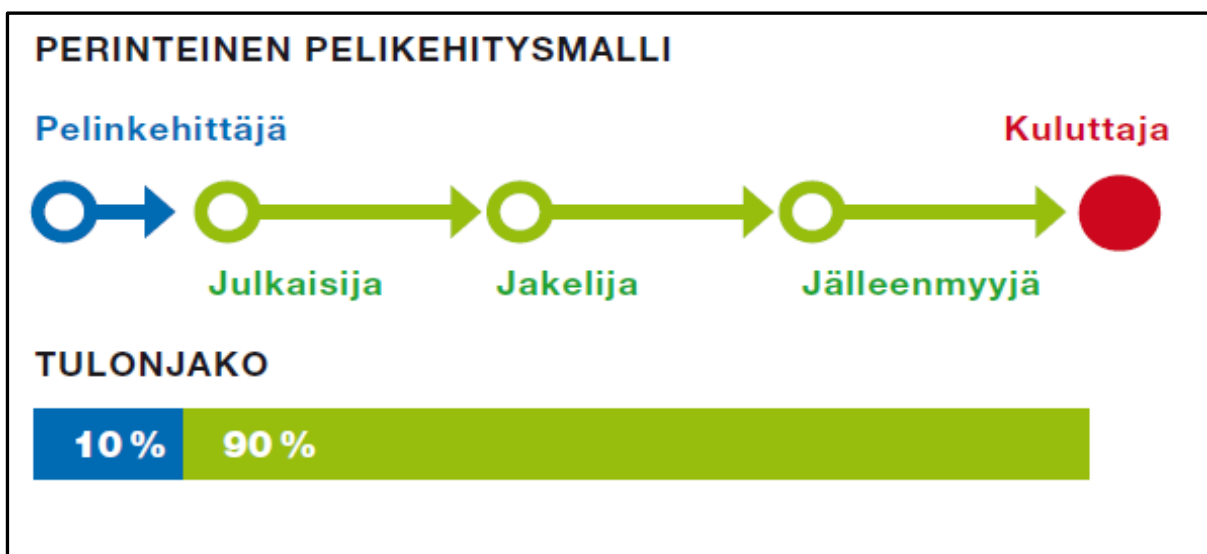 PERINTEINEN PELIKEHITYSMALLI
Pelinkehittäjä Kuluttaja
Julkaisija Jakelija Jälleenmyyjä
TULONJAKO
10 % 90 %